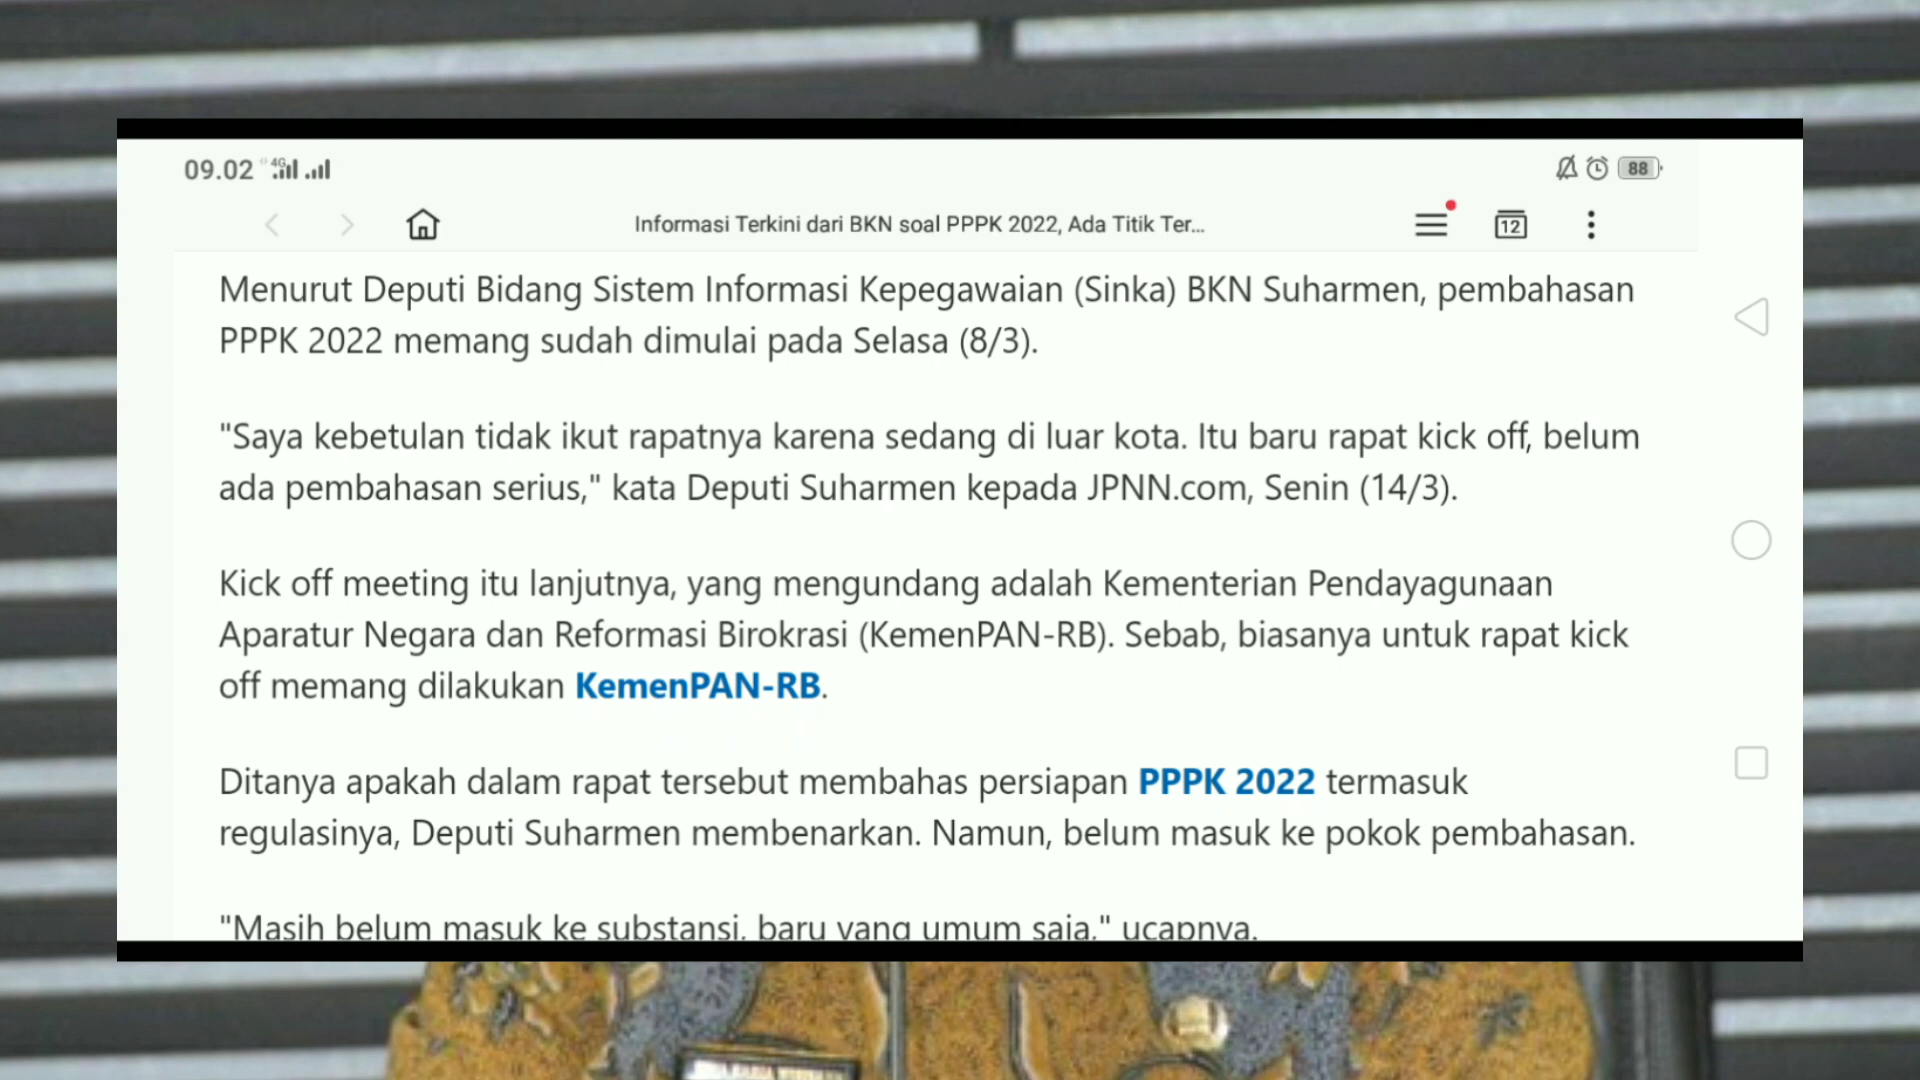 09.02
4G
88
Informasi Terkini dari BKN soal PPPK 2022, Ada Titik Ter...
12
Menurut Deputi Bidang Sistem Informasi Kepegawaian (Sinka) BKN Suharmen, pembahasan
PPPK 2022 memang sudah dimulai pada Selasa (8/3).
"Saya kebetulan tidak ikut rapatnya karena sedang di luar kota. Itu baru rapat kick off, belum
ada pembahasan serius," kata Deputi Suharmen kepada JPNN.com, Senin (14/3).
Kick off meeting itu lanjutnya, yang mengundang adalah Kementerian Pendayagunaan
Aparatur Negara dan Reformasi Birokrasi (KemenPAN-RB). Sebab, biasanya untuk rapat kick
off memang dilakukan KemenPAN-RB.
Ditanya apakah dalam rapat tersebut membahas persiapan PPPK 2022 termasuk
regulasinya, Deputi Suharmen membenarkan. Namun, belum masuk ke pokok pembahasan.
"Masih belum masuk ke substansi, baru yang umum saja," ucapnya.